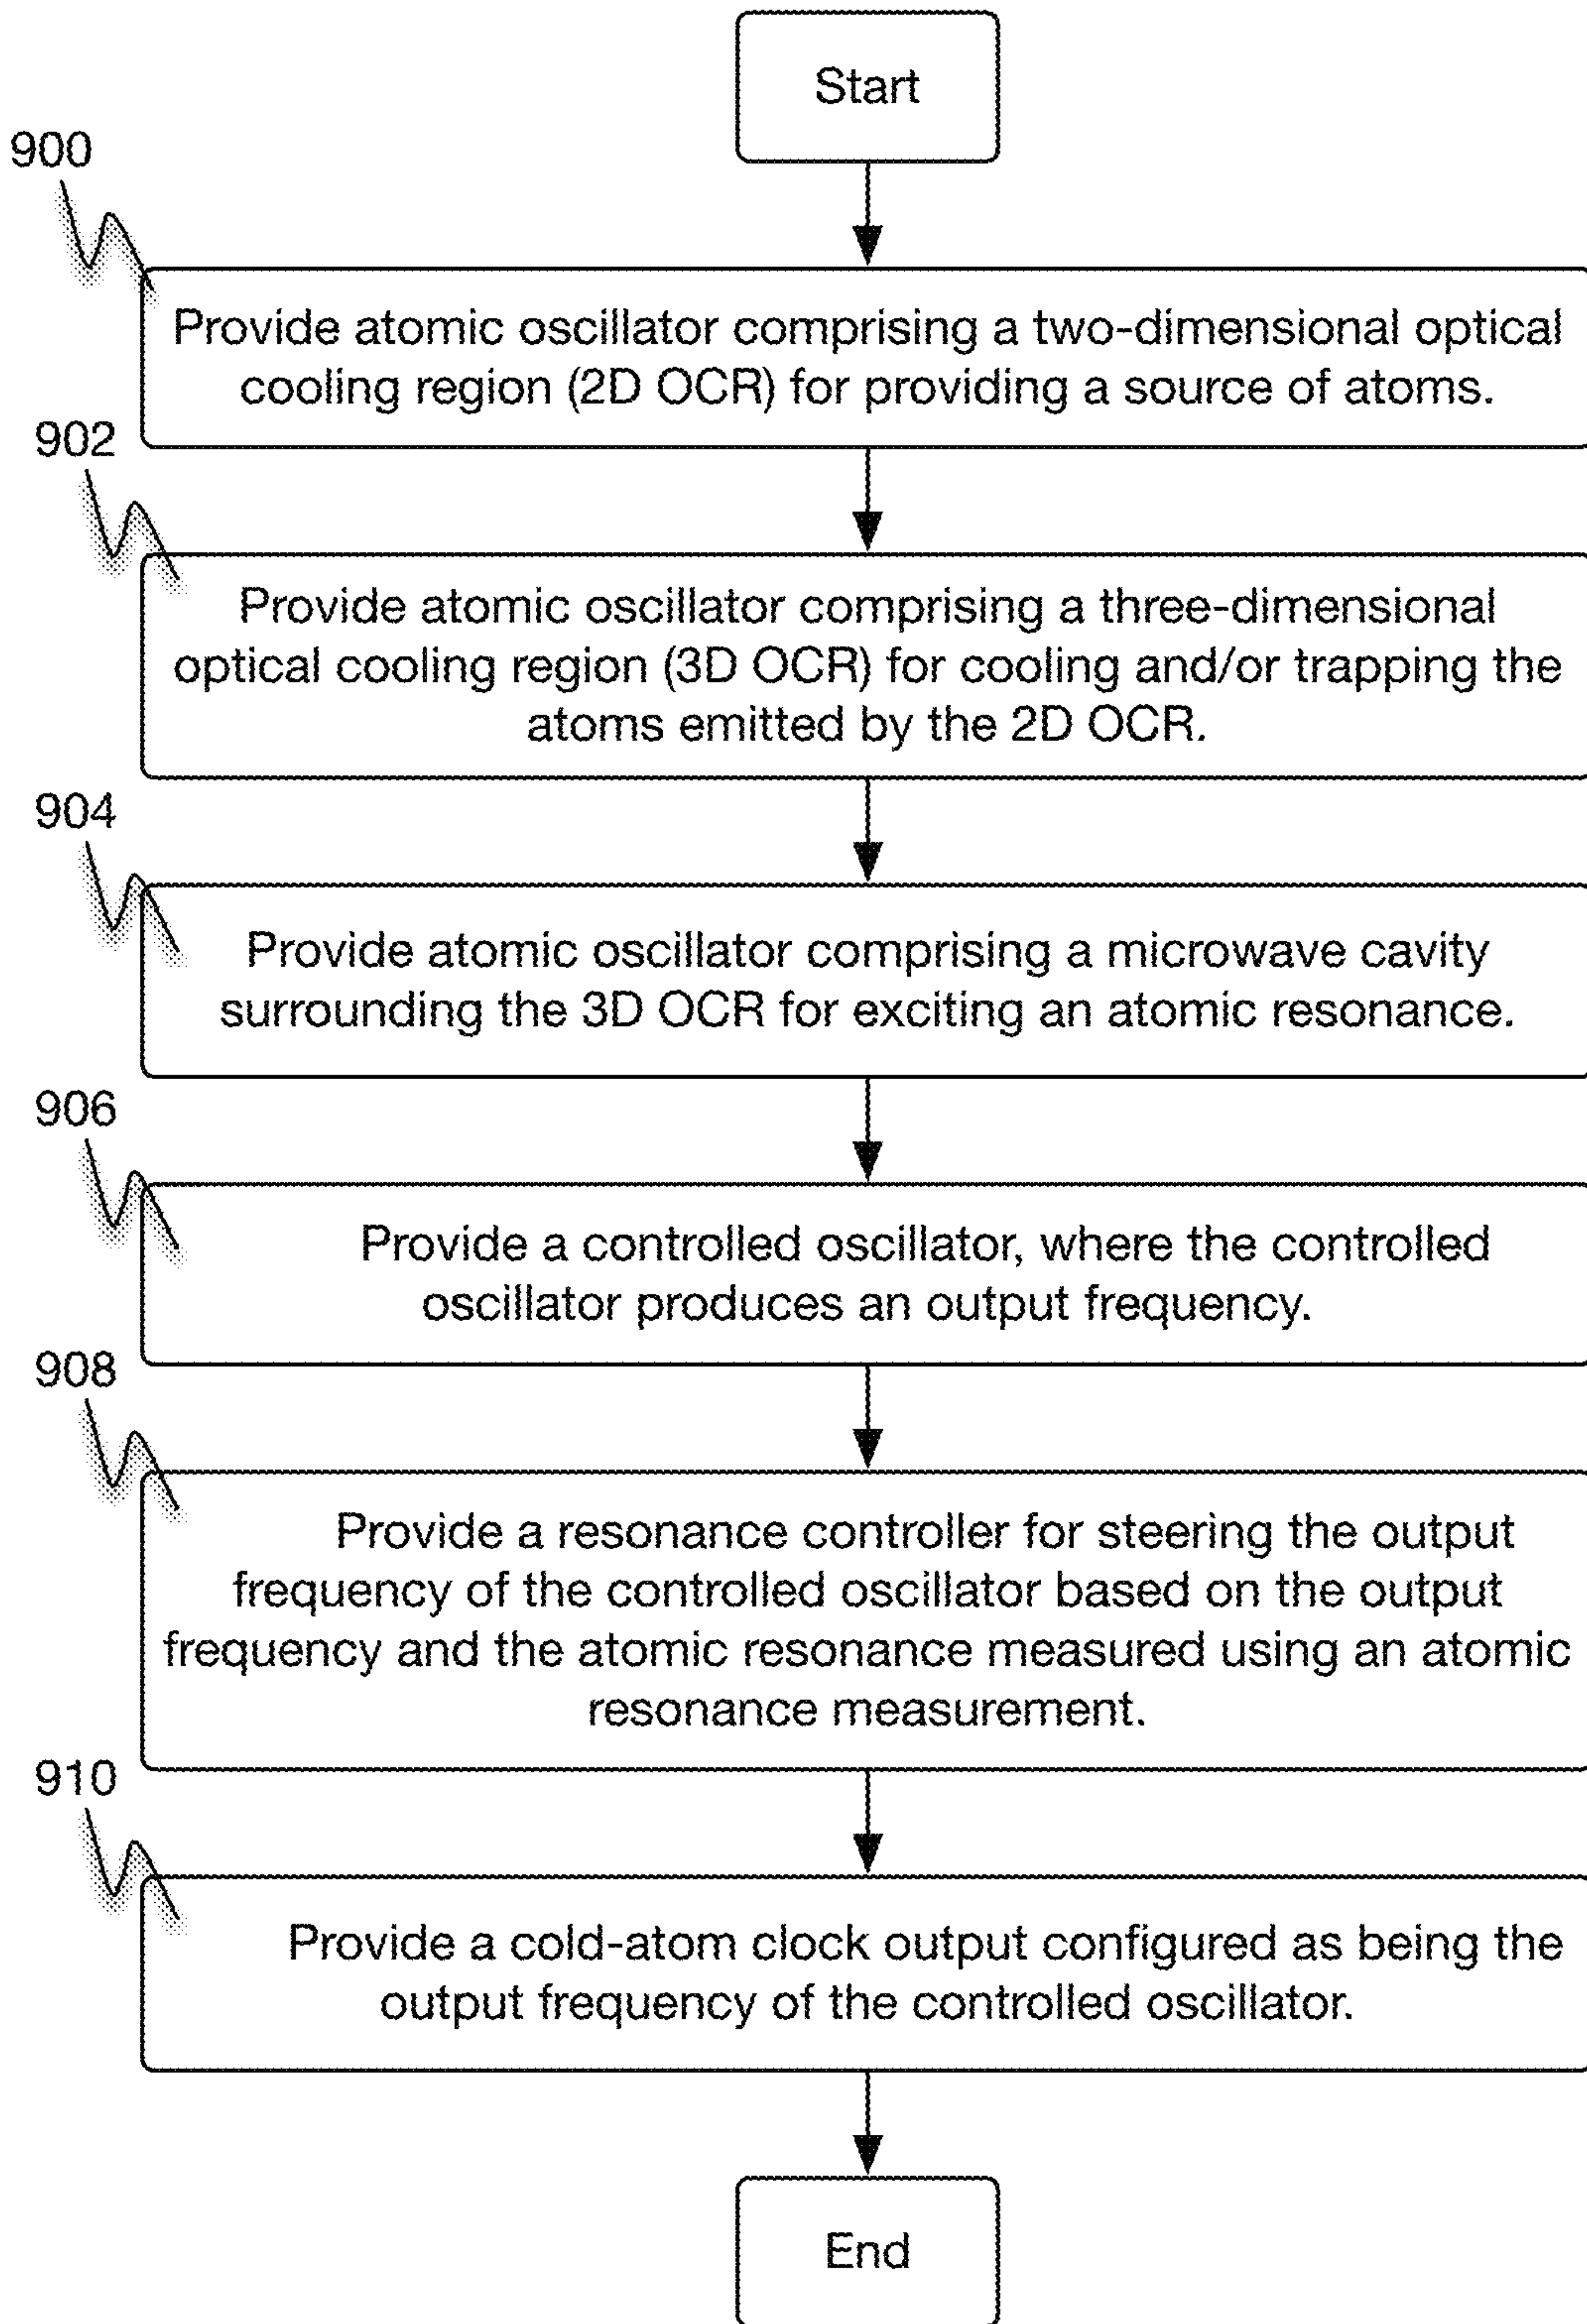 Start
900
Provide atomic oscillator comprising a two-dimensional optical
cooling region (2D OCR) for providing a source of atoms.
902
Provide atomic oscillator comprising a three-dimensional
optical cooling region (3D OCR) for cooling and/or trapping the
atoms emitted by the 2D OCR.
904
Provide atomic oscillator comprising a microwave cavity
surrounding the 3D OCR for exciting an atomic resonance.
906
Provide a controlled oscillator, where the controlled
oscillator produces an output frequency.
908
Provide a resonance controller for steering the output
frequency of the controlled oscillator based on the output
frequency and the atomic resonance measured using an atomic
resonance measurement.
910
Provide a cold-atom clock output configured as being the
output frequency of the controlled oscillator.
End